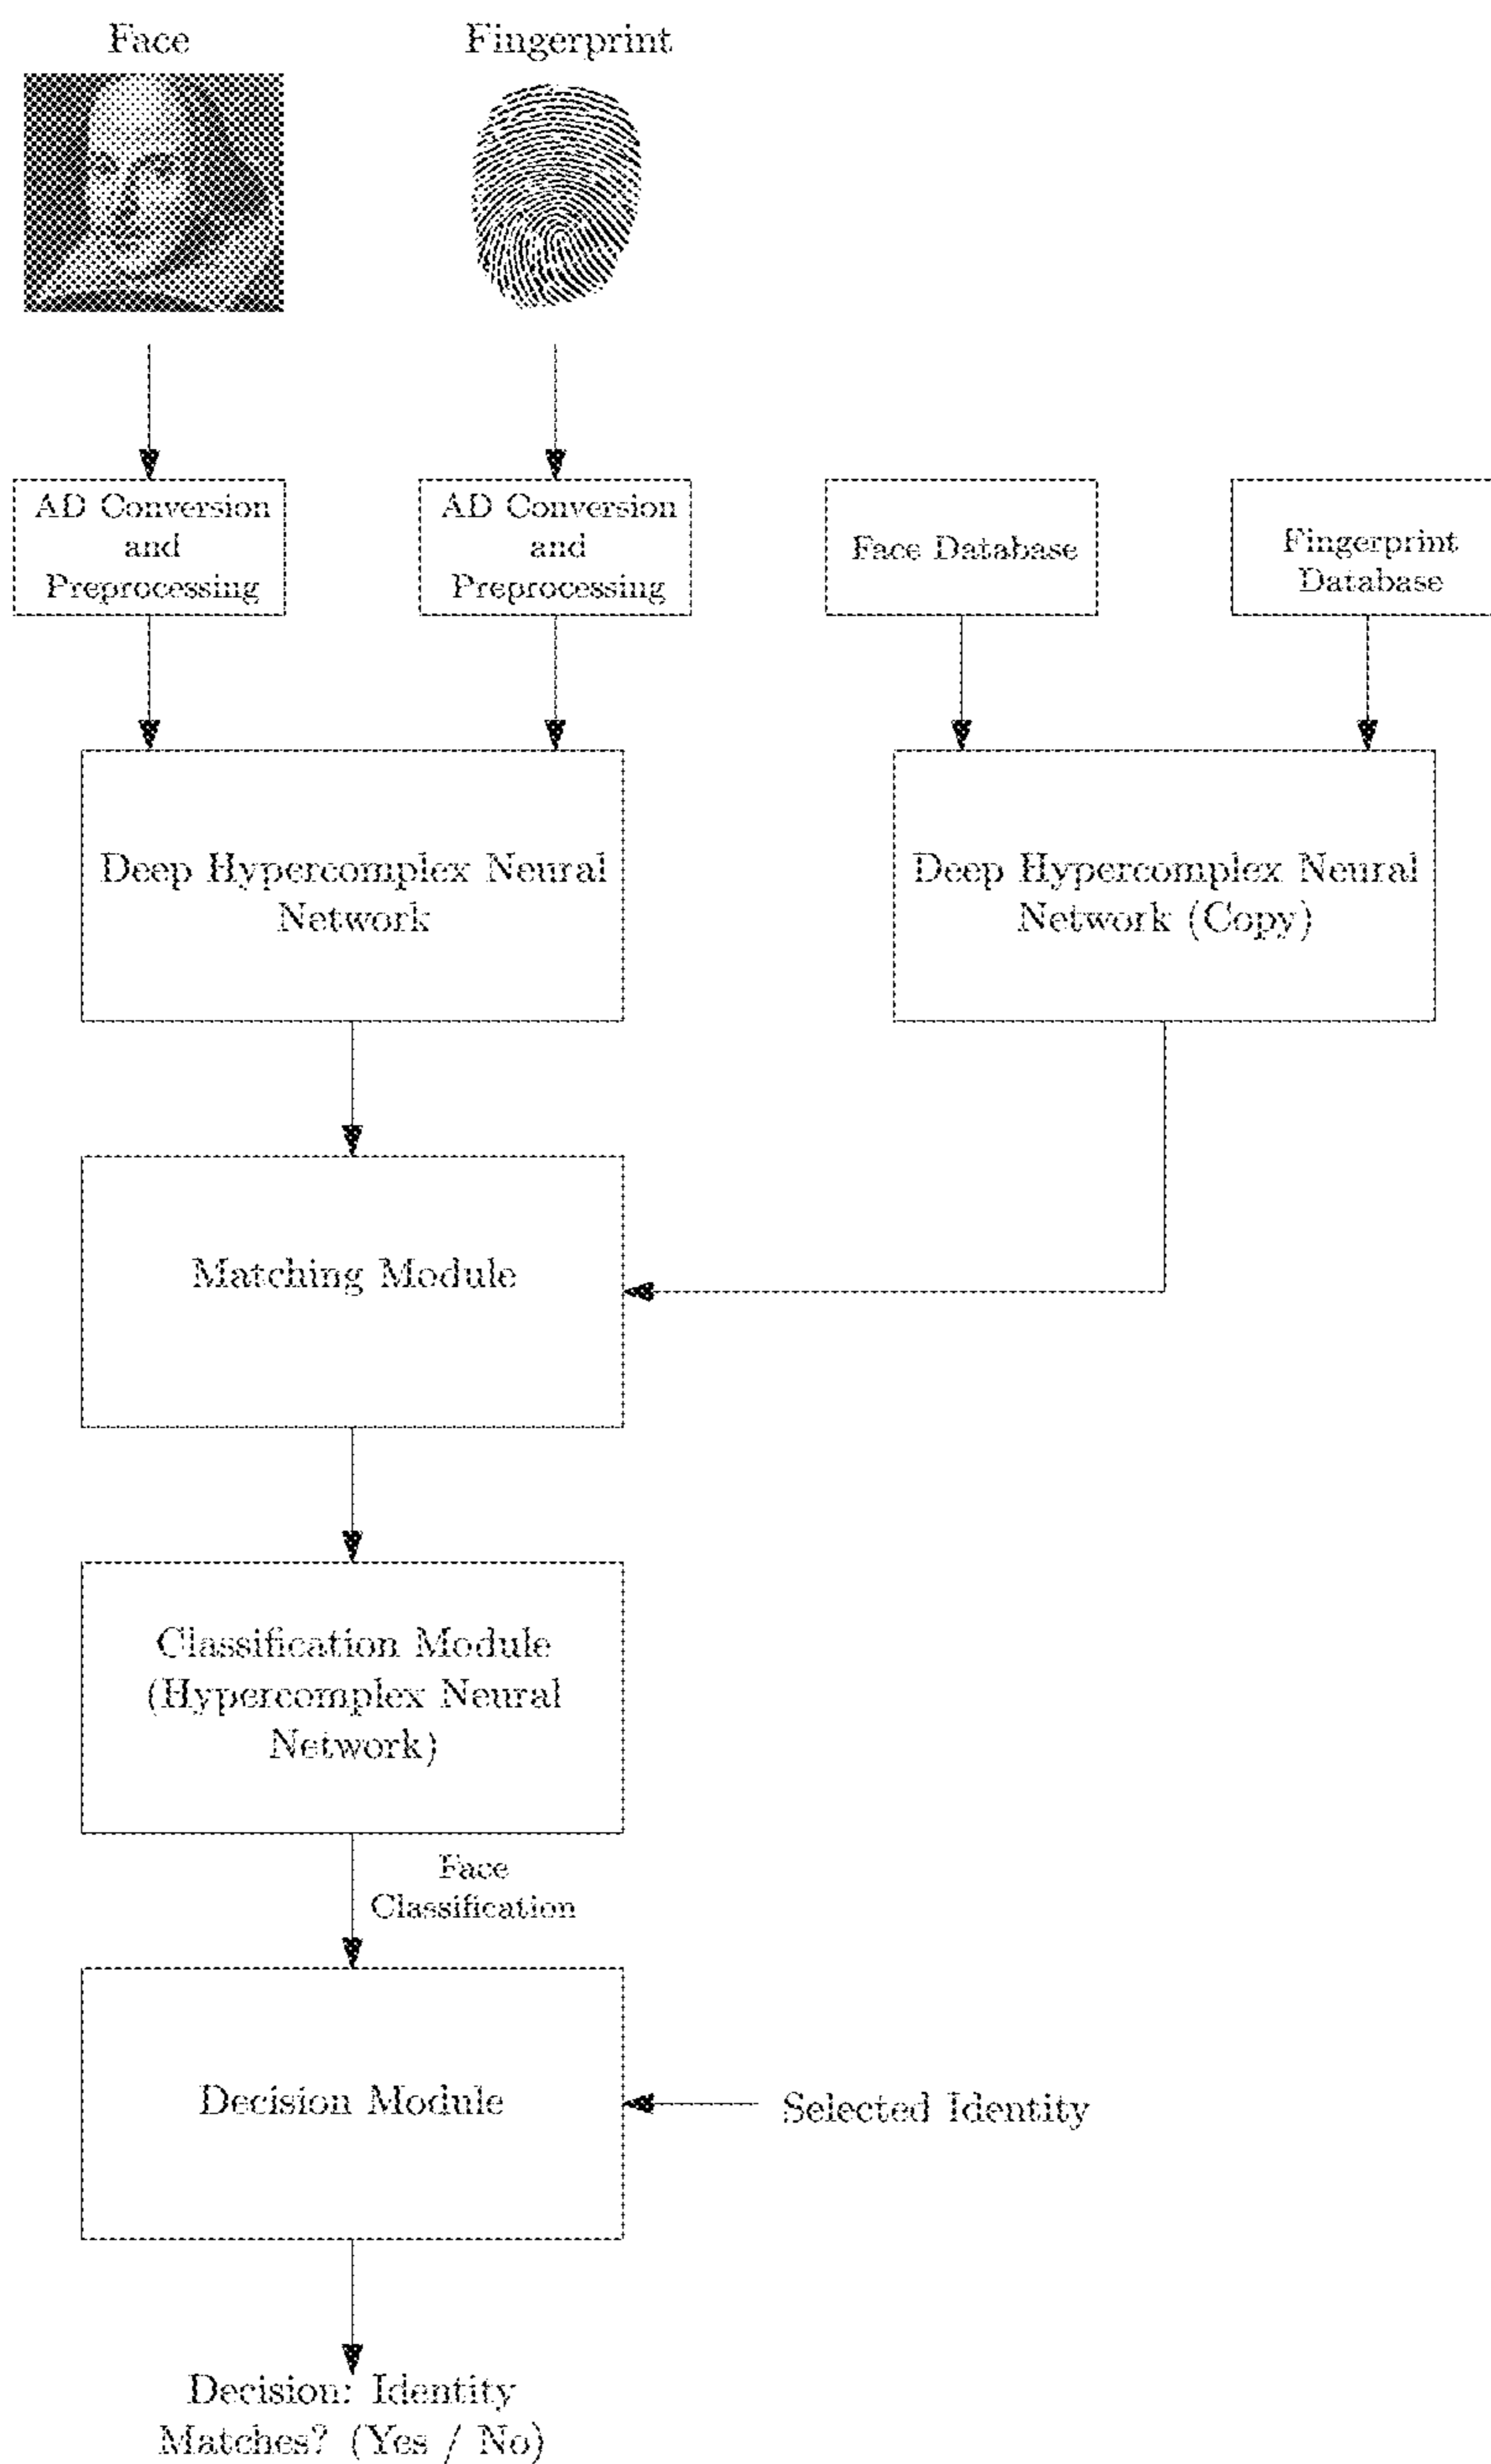 Face
Fingerprint
AD Conversion
and
Preprocessing
AD Conversion
and
Preprocessing
Face Database
Fingerprint
Database
Deep Hypercomplex Neural
Network
Deep Hypercomplex Neural
Network (Copy)
Matching Module
Classification Module
(Hypercomplex Neural
Network)
Face
Classification
Decision Module
Selected Identity
Decision: Identity
Matches? (Yes / No)